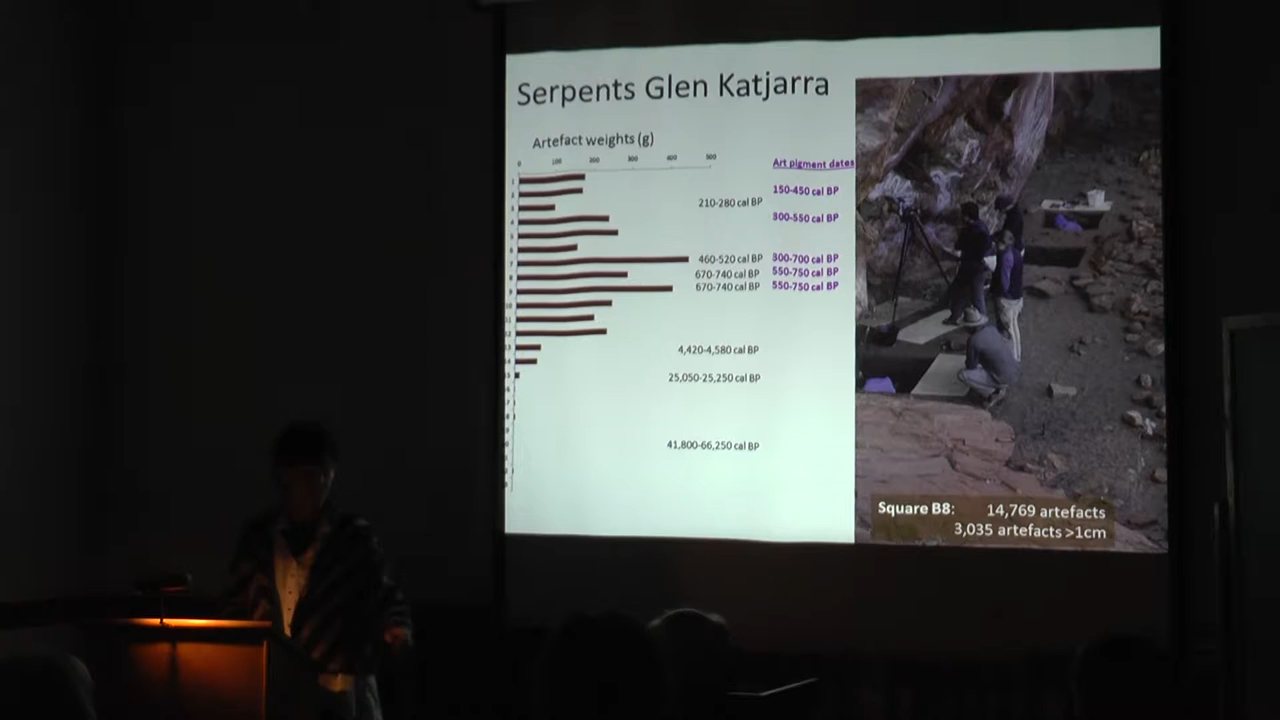 Serpents Glen Katjarra
Artefact weights (g)
0 100 200 300 400 500
Art pigment dates
150-450 cal BP
210-280 cal BP
300-550 cal BP
460-520 cal BP 300-700 cal BP
670-740 cal BP 550-750 cal BP
670-740 cal BP 550-750 cal BP
4,420-4,580 cal BP
25,050-25,250 cal BP
41,800-66,250 cal BP
Square B8: 14,769 artefacts
3,035 artefacts >1cm